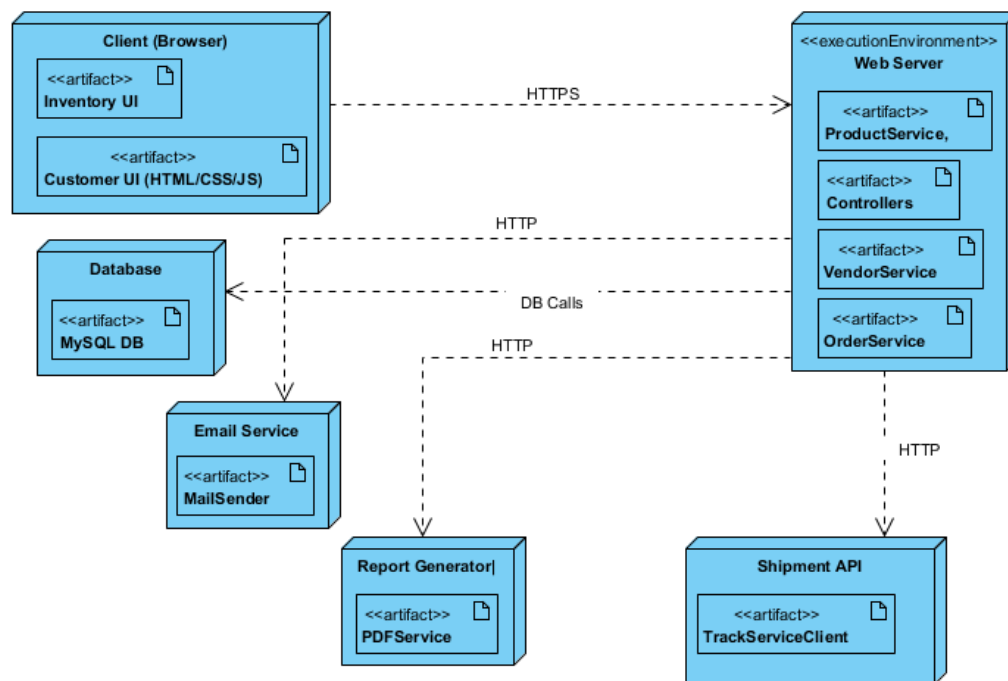 Client (Browser)
<<artifact>>
Inventory UI
<<artifact>>
Customer UI (HTML/CSS/JS)
HTTPS
<<executionEnvironment>>
Web Server
<<artifact>>
ProductService,
<<artifact>>
Controllers
<<artifact>>
VendorService
<<artifact>>
OrderService
HTTP
DB Calls
HTTP
HTTP
Database
<<artifact>>
MySQL DB
Email Service
<<artifact>>
MailSender
Report Generator|
<<artifact>>
PDFService
Shipment API
<<artifact>>
TrackServiceClient